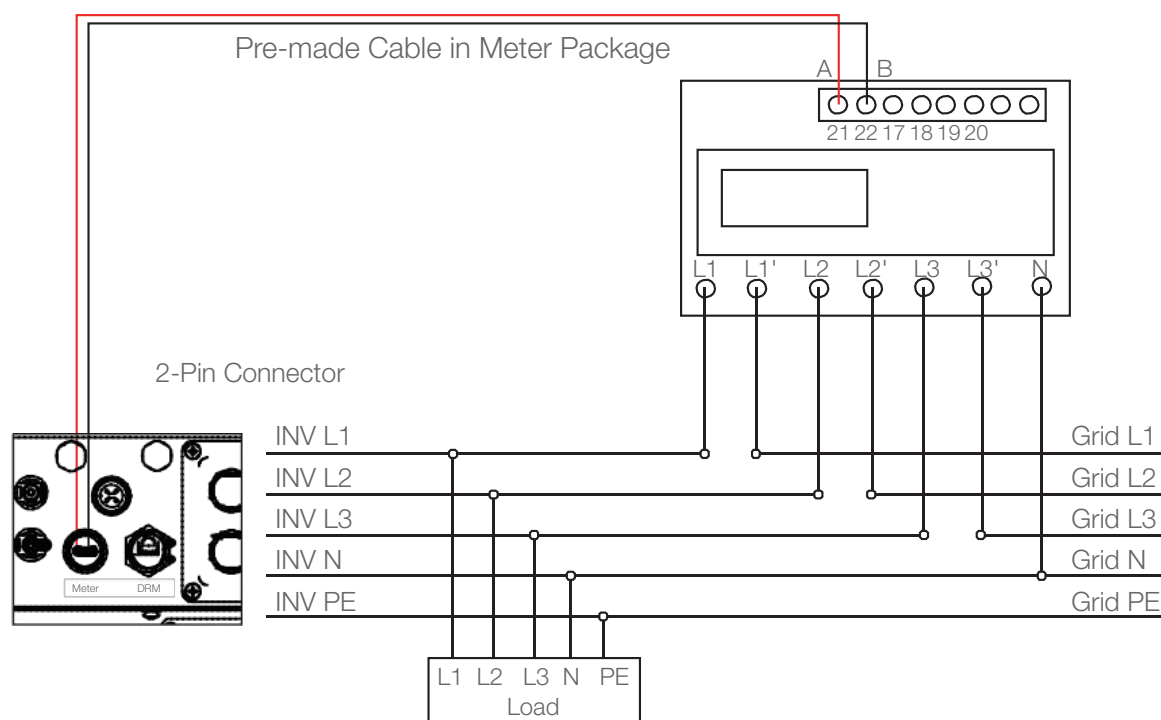 Pre-made Cable in Meter Package
A B
21 22 17 18 19 20
L1 L1' L2 L2' L3 L3' N
2-Pin Connector
INV L1 Grid L1
INV L2 Grid L2
INV L3 Grid L3
INV N Grid N
INV PE Grid PE
Meter DRM
L1 L2 L3 N PE
Load